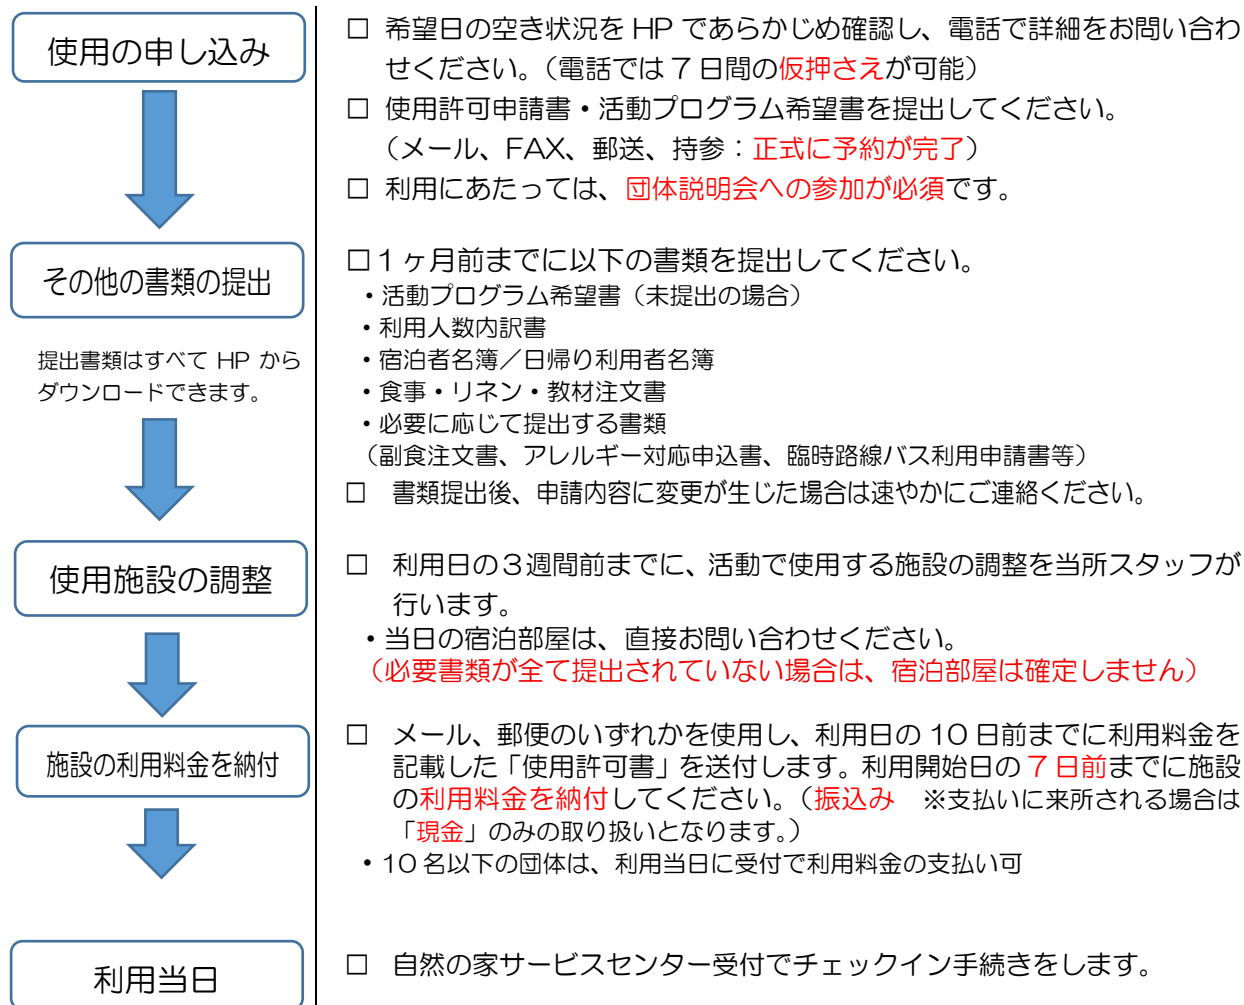 使用の申し込み
□ 希望日の空き状況を HP であらかじめ確認し、電話で詳細をお問い合わ
せください。（電話では 7 日間の仮押さえが可能）
□ 使用許可申請書・活動プログラム希望書を提出してください。
（メール、FAX、郵送、持参：正式に予約が完了）
□ 利用にあたっては、団体説明会への参加が必須です。
その他の書類の提出
提出書類はすべて HP から
ダウンロードできます。
□１ヶ月前までに以下の書類を提出してください。
・活動プログラム希望書（未提出の場合）
・利用人数内訳書
・宿泊者名簿／日帰り利用者名簿
・食事・リネン・教材注文書
・必要に応じて提出する書類
（副食注文書、アレルギー対応申込書、臨時路線バス利用申請書等）
□ 書類提出後、申請内容に変更が生じた場合は速やかにご連絡ください。
使用施設の調整
□ 利用日の３週間前までに、活動で使用する施設の調整を当所スタッフが
行います。
・当日の宿泊部屋は、直接お問い合わせください。
（必要書類が全て提出されていない場合は、宿泊部屋は確定しません）
施設の利用料金を納付
□ メール、郵便のいずれかを使用し、利用日の 10 日前までに利用料金を
記載した「使用許可書」を送付します。利用開始日の 7 日前までに施設
の利用料金を納付してください。（振込み　※支払いに来所される場合は
「現金」のみの取り扱いとなります。）
・10 名以下の団体は、利用当日に受付で利用料金の支払い可
利用当日
□ 自然の家サービスセンター受付でチェックイン手続きをします。